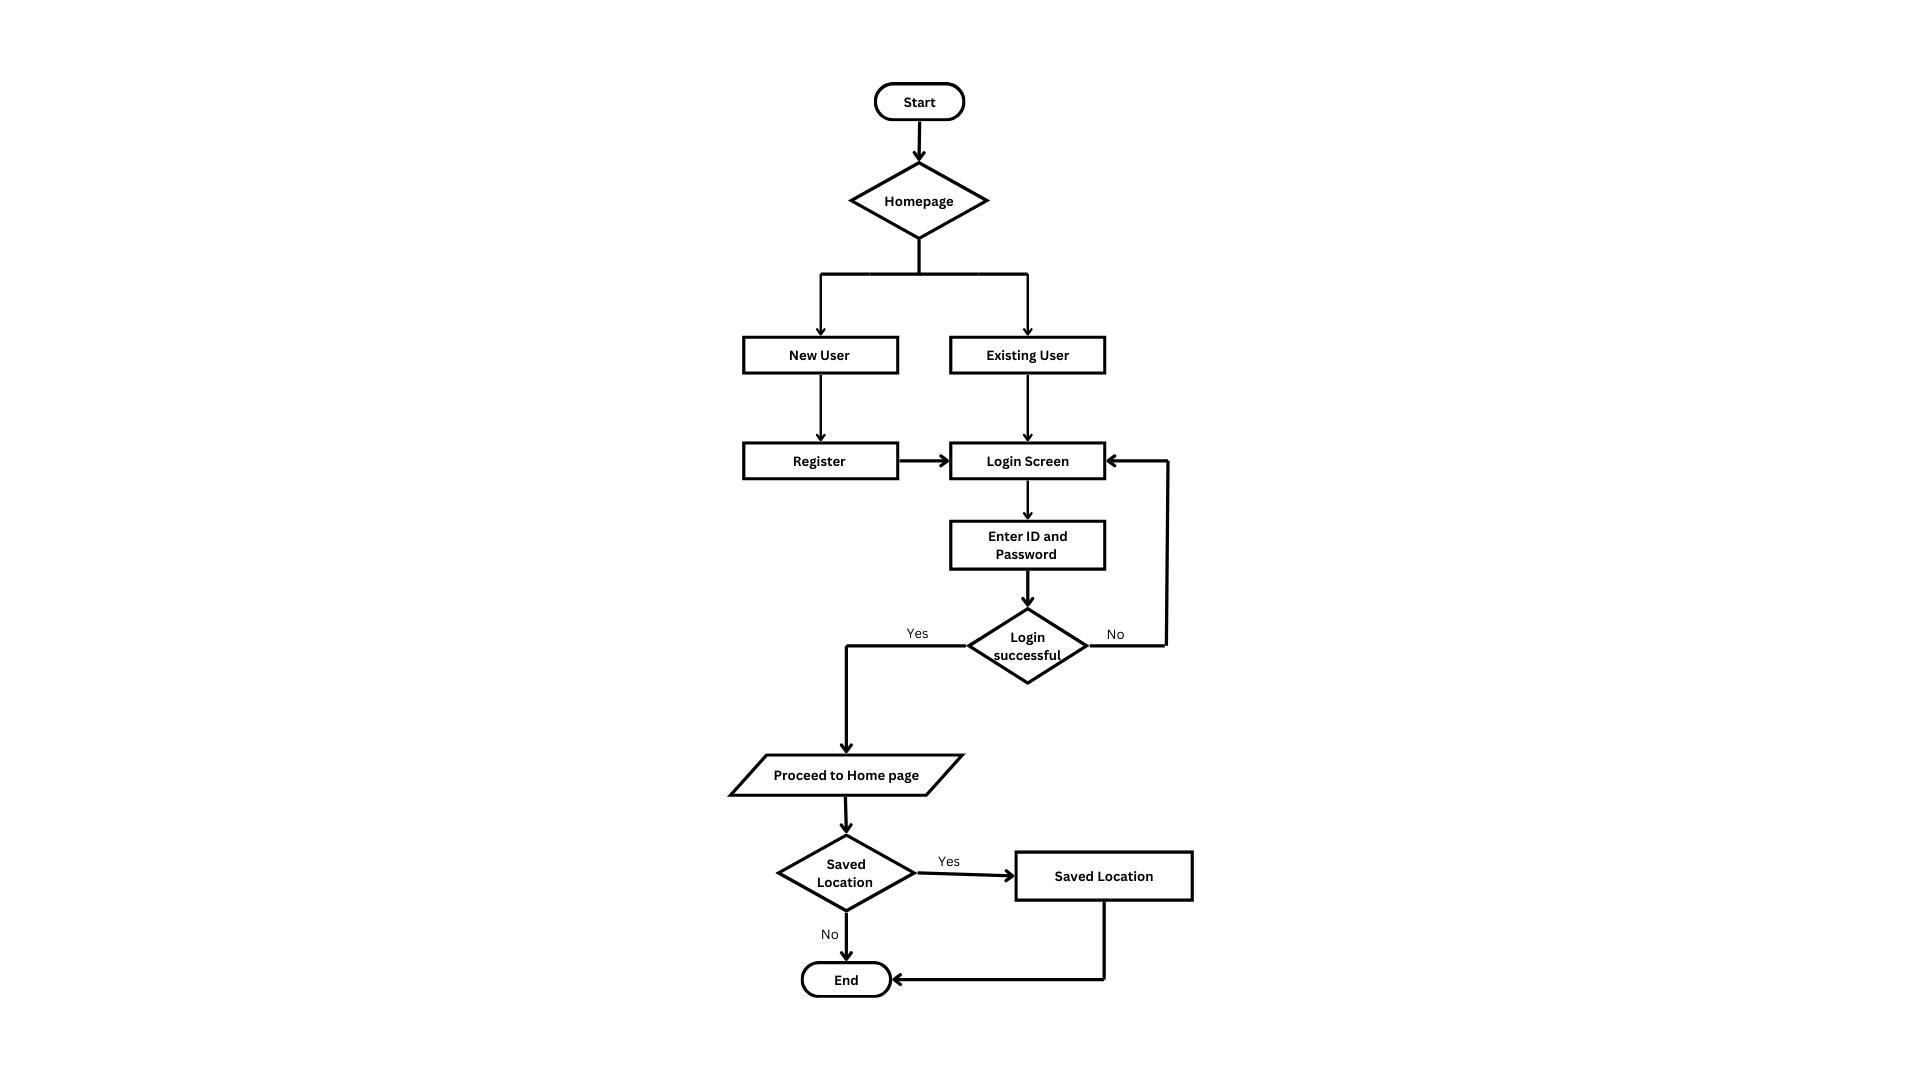 Start
Homepage
New User
Existing User
Register
Login Screen
Enter ID and
Password
Login
successful
Yes
No
Proceed to Home page
Saved
Location
Yes
Saved Location
No
End